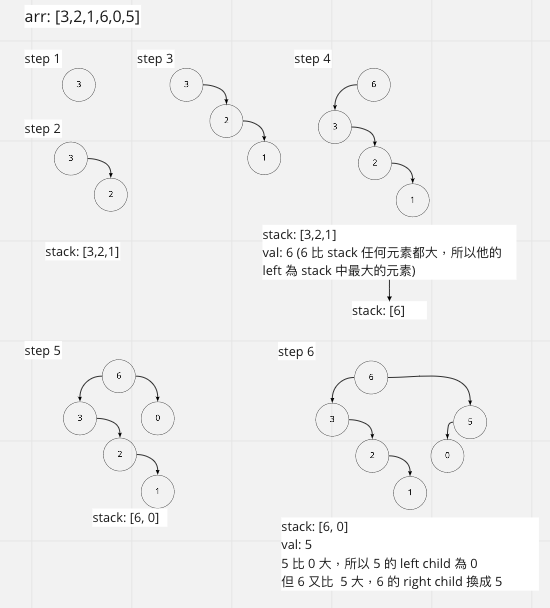 arr: [3,2,1,6,0,5]
step 1
3
step 2
3
2
step 3
3
2
1
stack: [3,2,1]
step 4
6
3
2
1
stack: [3,2,1]
val: 6 (6 比 stack 任何元素都大，所以他的
left 為 stack 中最大的元素)
stack: [6]
step 5
6
3
0
2
1
stack: [6, 0]
step 6
6
3
5
2
0
1
stack: [6, 0]
val: 5
5 比 0 大，所以 5 的 left child 為 0
但 6 又比 5 大，6 的 right child 換成 5